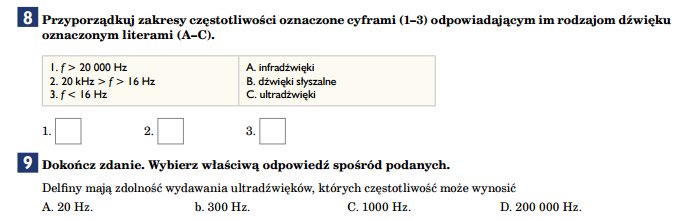 8 Przyporządkuj zakresy częstotliwości oznaczone cyframi (1–3) odpowiadającym im rodzajom dźwięku
oznaczonym literami (A–C).
1. f > 20 000 Hz A. infradźwięki
2. 20 kHz > f > 16 Hz B. dźwięki słyszalne
3. f < 16 Hz C. ultradźwięki
1. 2. 3.
9 Dokończ zdanie. Wybierz właściwą odpowiedź spośród podanych.
Delfiny mają zdolność wydawania ultradźwięków, których częstotliwość może wynosić
A. 20 Hz. b. 300 Hz. C. 1000 Hz. D. 200 000 Hz.